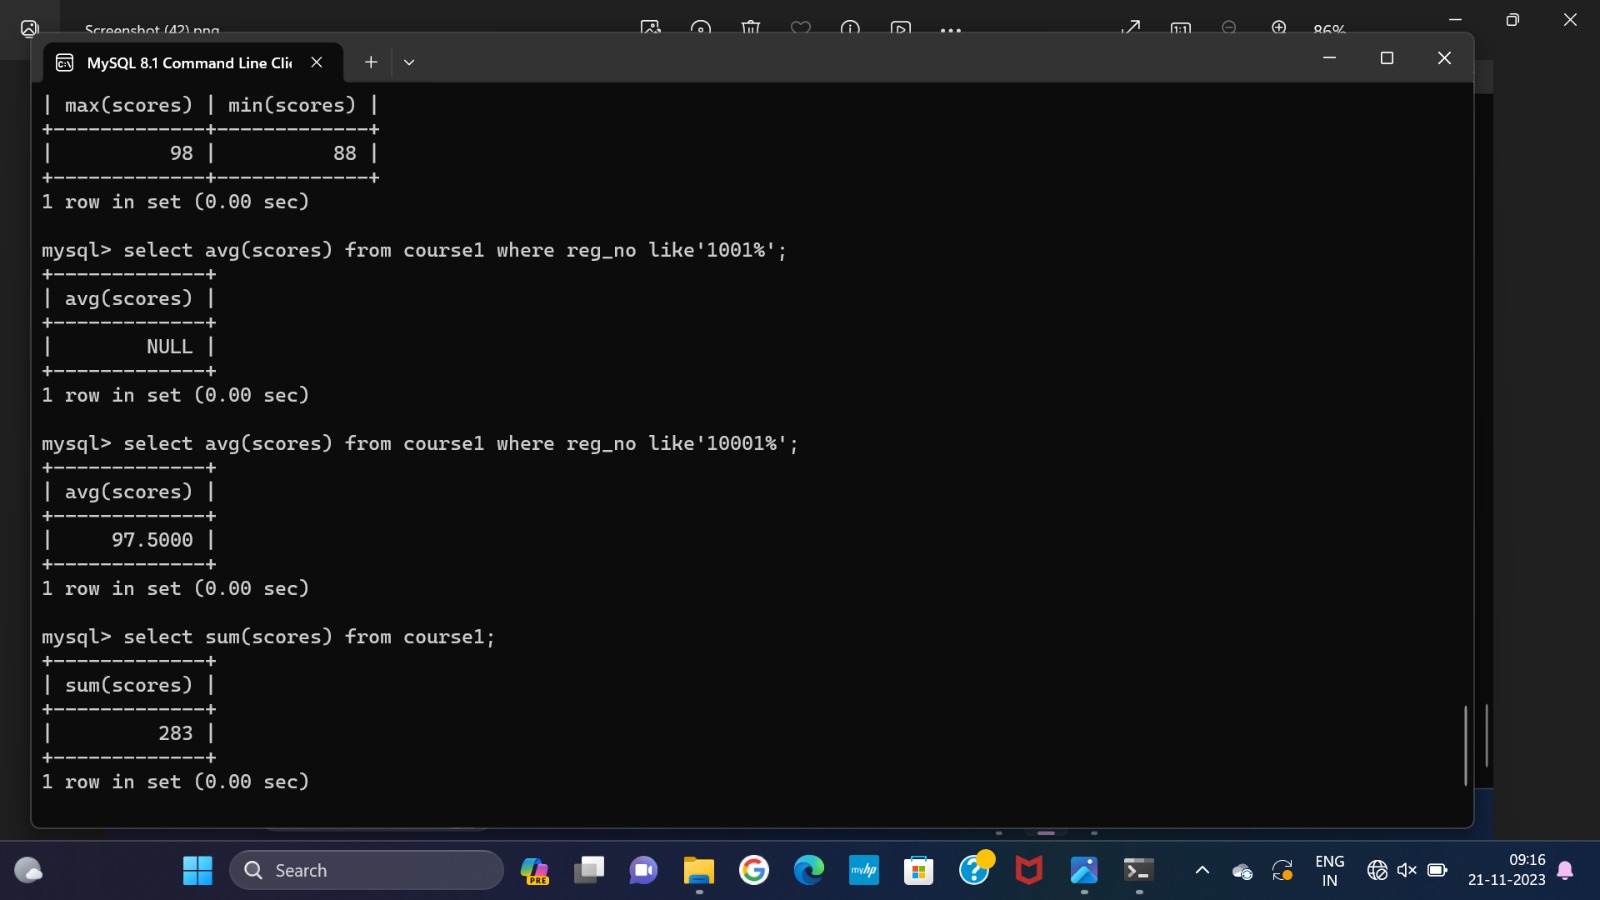 Screenshot (42).png
86%
MySQL 8.1 Command Line Clie
| max(scores) | min(scores) |
+-------------+-------------+
|          98 |          88 |
+-------------+-------------+
1 row in set (0.00 sec)
mysql> select avg(scores) from course1 where reg_no like'1001%';
+-------------+
| avg(scores) |
+-------------+
|        NULL |
+-------------+
1 row in set (0.00 sec)
mysql> select avg(scores) from course1 where reg_no like'10001%';
+-------------+
| avg(scores) |
+-------------+
|     97.5000 |
+-------------+
1 row in set (0.00 sec)
mysql> select sum(scores) from course1;
+-------------+
| sum(scores) |
+-------------+
|         283 |
+-------------+
1 row in set (0.00 sec)
Search
PRE
myhp
ENG
IN
09:16
21-11-2023